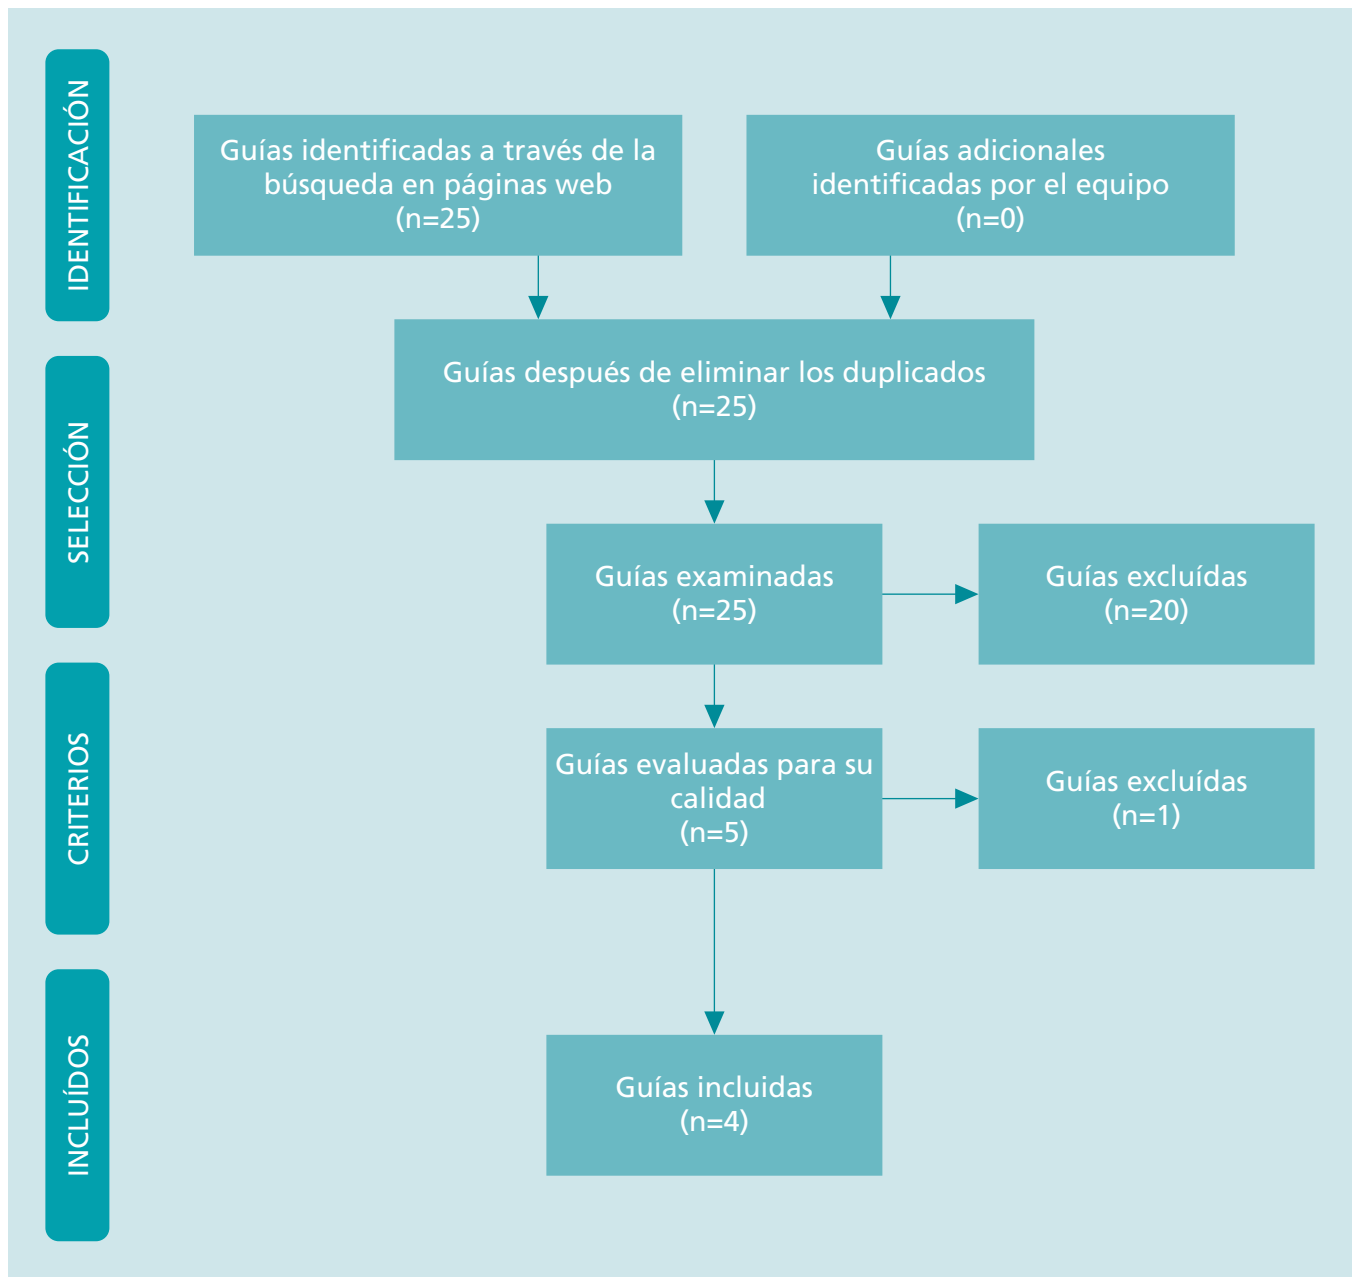 IDENTIFICACIÓN
Guías identificadas a través de la
búsqueda en páginas web
(n=25)
Guías adicionales
identificadas por el equipo
(n=0)
Guías después de eliminar los duplicados
(n=25)
SELECCIÓN
Guías examinadas
(n=25)
Guías excluídas
(n=20)
CRITERIOS
Guías evaluadas para su
calidad
(n=5)
Guías excluídas
(n=1)
INCLUÍDOS
Guías incluidas
(n=4)